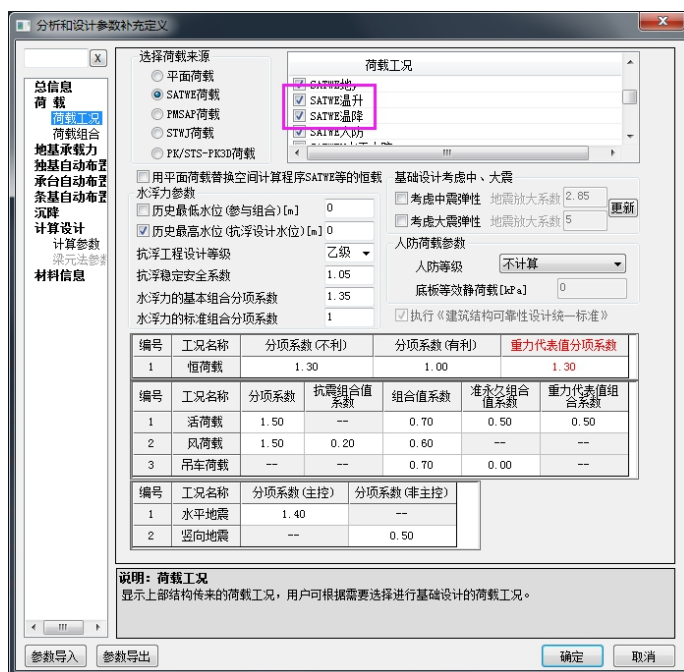 分析和设计参数补充定义
总信息
荷 载
荷载工况
荷载组合
地基承载力
独基自动布置
承台自动布置
条基自动布置
沉降
计算设计
计算参数
梁元法参数
材料信息
选择荷载来源
平面荷载
SATWE荷载
PMSAP荷载
STWJ荷载
PK/STS-PK3D荷载
荷载工况
SATWE地
SATWE温升
SATWE温降
SATWE人防
用平面荷载替换空间计算程序SATWE等的恒载
水浮力参数
历史最低水位(参与组合)[m] 0
历史最高水位(抗浮设计水位)[m] 0
抗浮工程设计等级 乙级
抗浮稳定安全系数 1.05
水浮力的基本组合分项系数 1.35
水浮力的标准组合分项系数 1
基础设计考虑中、大震
考虑中震弹性 地震放大系数 2.85
考虑大震弹性 地震放大系数 5
更新
人防荷载参数
人防等级 不计算
底板等效静荷载[kPa] 0
执行《建筑结构可靠性设计统一标准》
编号 工况名称 分项系数(不利) 分项系数(有利) 重力代表值分项系数
1 恒荷载 1.30 1.00 1.30
编号 工况名称 分项系数 抗震组合值系数 组合值系数 准永久组合值系数 重力代表值组合系数
1 活荷载 1.50 -- 0.70 0.50 0.50
2 风荷载 1.50 0.20 0.60 -- --
3 吊车荷载 -- -- 0.70 0.00 --
编号 工况名称 分项系数(主控) 分项系数(非主控)
1 水平地震 1.40 --
2 竖向地震 -- 0.50
说明: 荷载工况
显示上部结构传来的荷载工况，用户可根据需要选择进行基础设计的荷载工况。
参数导入 参数导出 确定 取消